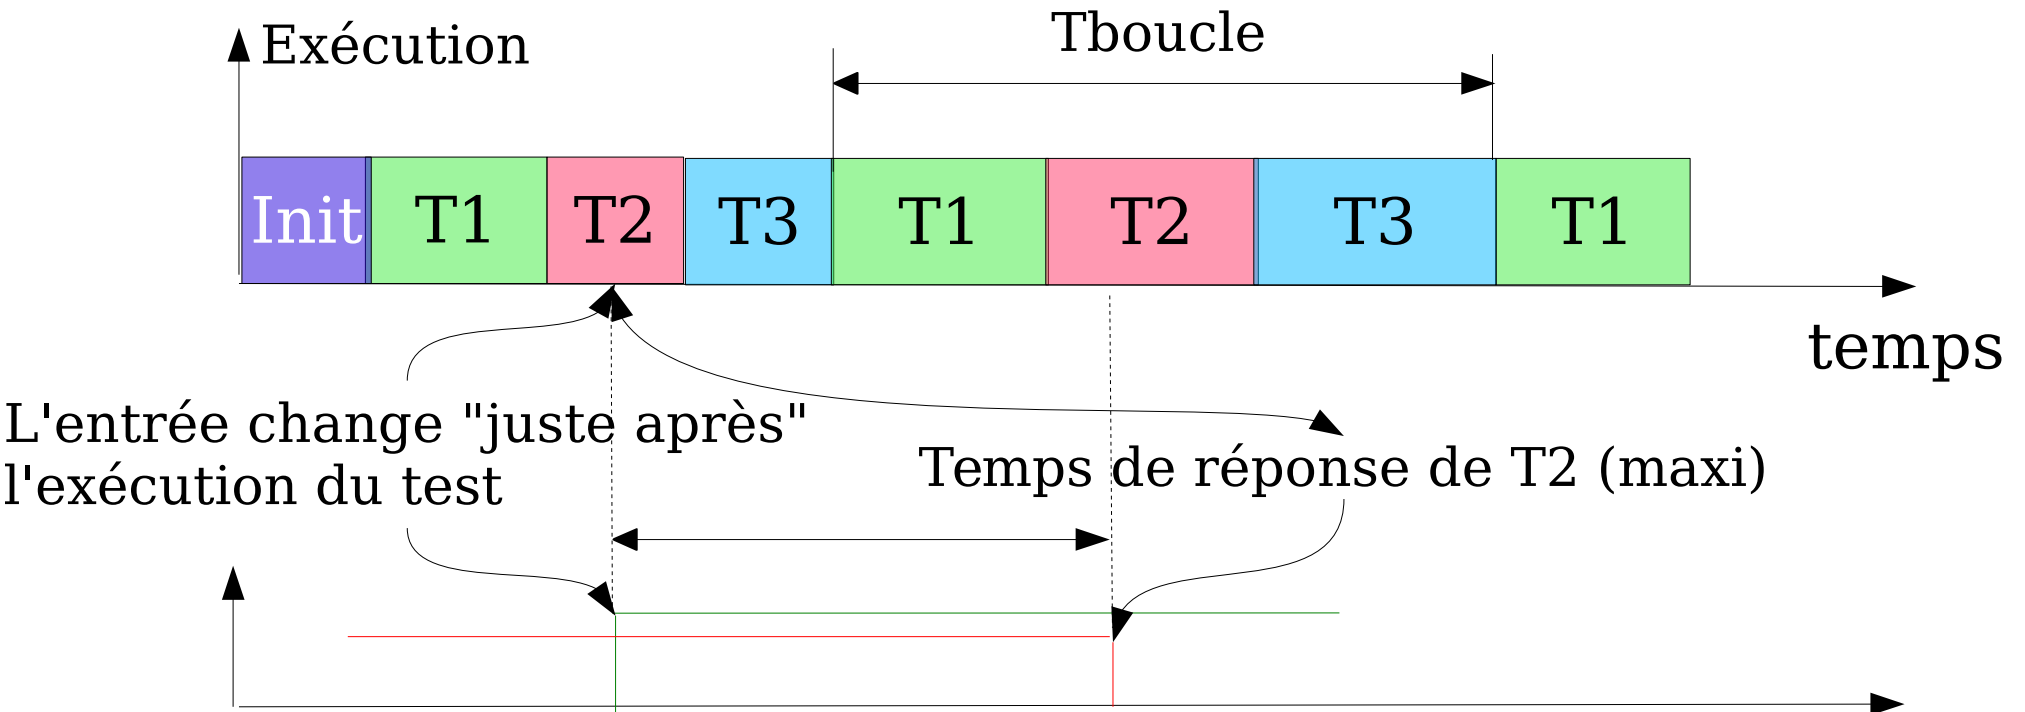 Exécution
Tboucle
Init T1 T2 T3 T1 T2 T3 T1
temps
L'entrée change "juste après"
l'exécution du test
Temps de réponse de T2 (maxi)